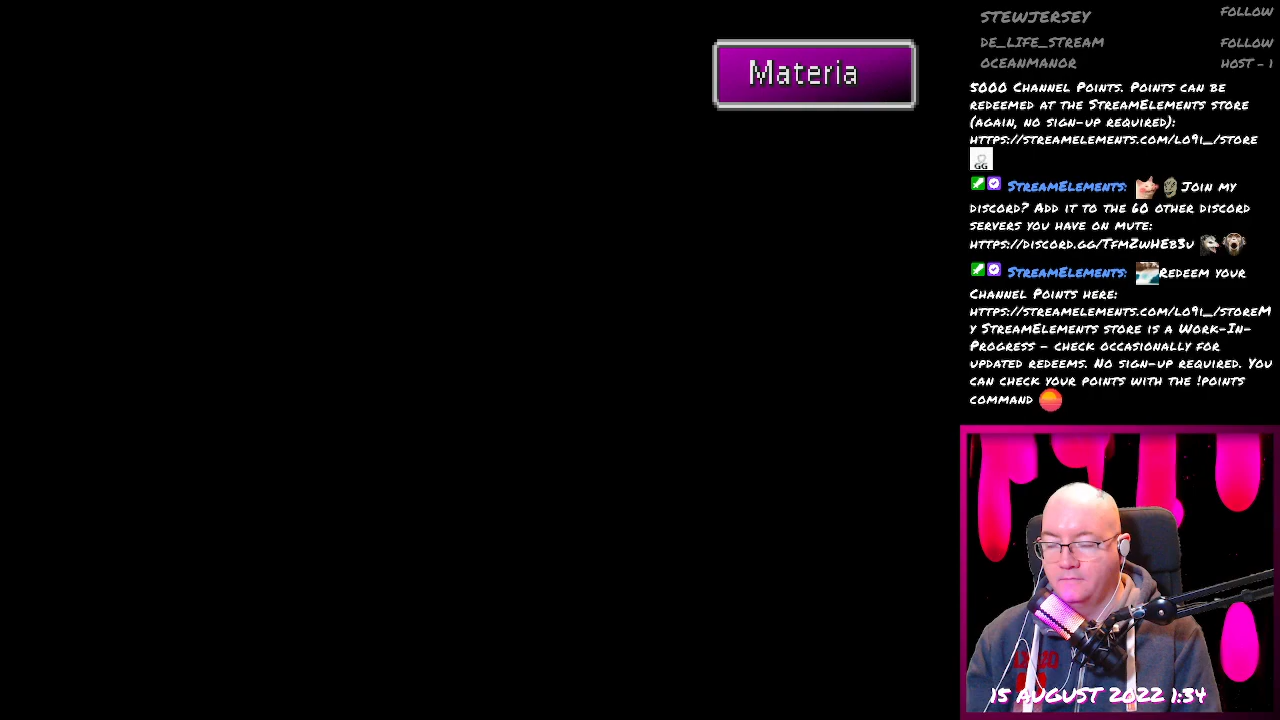 Materia
STEWJERSEY FOLLOW
DE_LIFE_STREAM FOLLOW
OCEANMANOR HOST - 1
5000 Channel Points. Points can be
redeemed at the StreamElements store
(again, no sign-up required):
https://streamelements.com/lo9i_/store
GG
StreamElements: Join my
discord? Add it to the 60 other discord
servers you have on mute:
https://discord.gg/TfmZwHEb3u
StreamElements: Redeem your
Channel Points here:
https://streamelements.com/lo9i_/storeM
y StreamElements store is a Work-In-
Progress - check occasionally for
updated redeems. No sign-up required. You
can check your points with the !points
command
15 AUGUST 2022 1:34